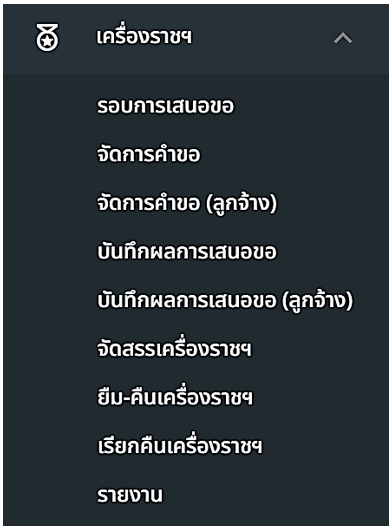 เครื่องราชฯ
รอบการเสนอขอ
จัดการคำขอ
จัดการคำขอ (ลูกจ้าง)
บันทึกผลการเสนอขอ
บันทึกผลการเสนอขอ (ลูกจ้าง)
จัดสรรเครื่องราชฯ
ยืม-คืนเครื่องราชฯ
เรียกคืนเครื่องราชฯ
รายงาน